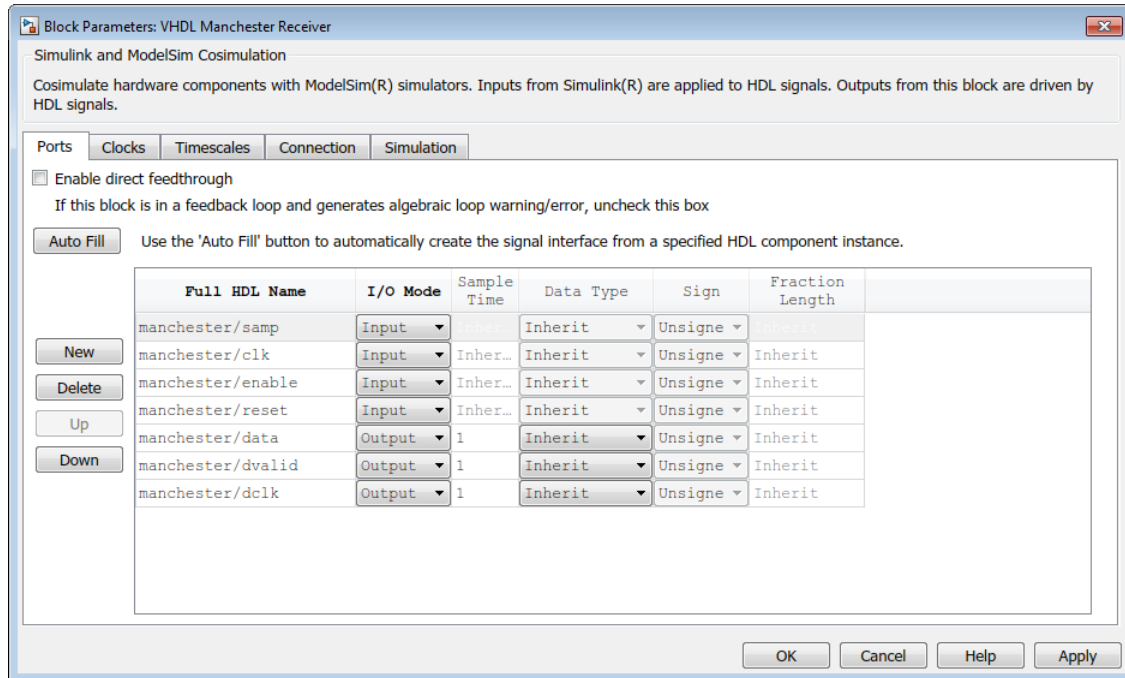 Block Parameters: VHDL Manchester Receiver
Simulink and ModelSim Cosimulation
Cosimulate hardware components with ModelSim(R) simulators. Inputs from Simulink(R) are applied to HDL signals. Outputs from this block are driven by
HDL signals.
Ports Clocks Timescales Connection Simulation
Enable direct feedthrough
If this block is in a feedback loop and generates algebraic loop warning/error, uncheck this box
Auto Fill Use the 'Auto Fill' button to automatically create the signal interface from a specified HDL component instance.
Full HDL Name I/O Mode Sample Time Data Type Sign Fraction Length
manchester/samp Input Inher... Inherit Unsigne Inherit
manchester/clk Input Inher... Inherit Unsigne Inherit
manchester/enable Input Inher... Inherit Unsigne Inherit
manchester/reset Input Inher... Inherit Unsigne Inherit
manchester/data Output 1 Inherit Unsigne Inherit
manchester/dvalid Output 1 Inherit Unsigne Inherit
manchester/dclk Output 1 Inherit Unsigne Inherit
New
Delete
Up
Down
OK Cancel Help Apply